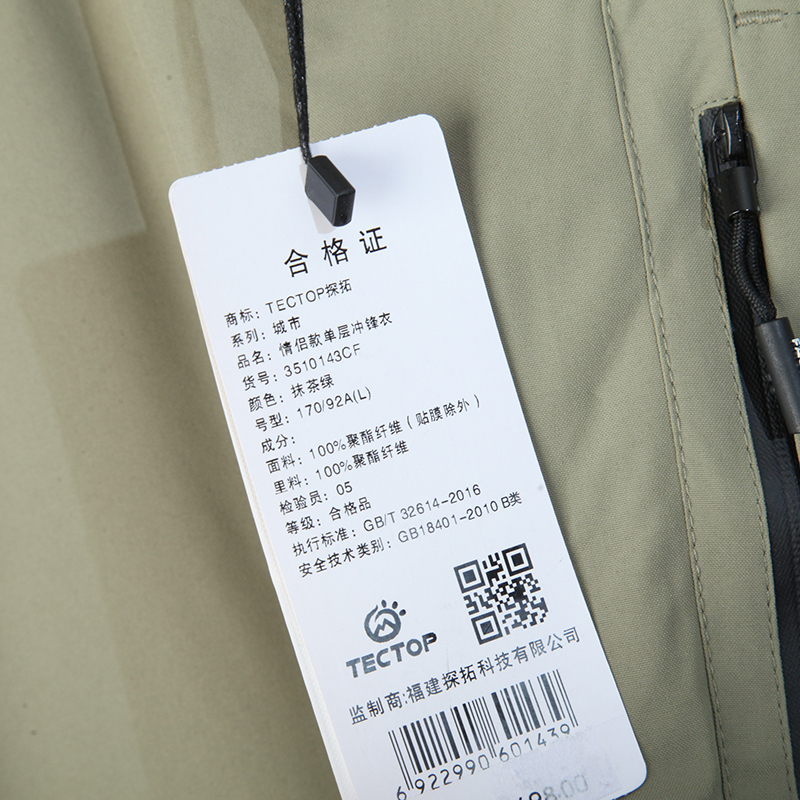 合格证
商标：TECTOP探拓
系列：城市
品名：情侣款单层冲锋衣
货号：3510143CF
颜色：抹茶绿
号型：170/92A(L)
成分：
面料：100%聚酯纤维（贴膜除外）
里料：100%聚酯纤维
检验员：05
等级：合格品
执行标准：GB/T 32614-2016
安全技术类别：GB18401-2010 B类
TECTOP
监制商:福建探拓科技有限公司
6 922990 601439